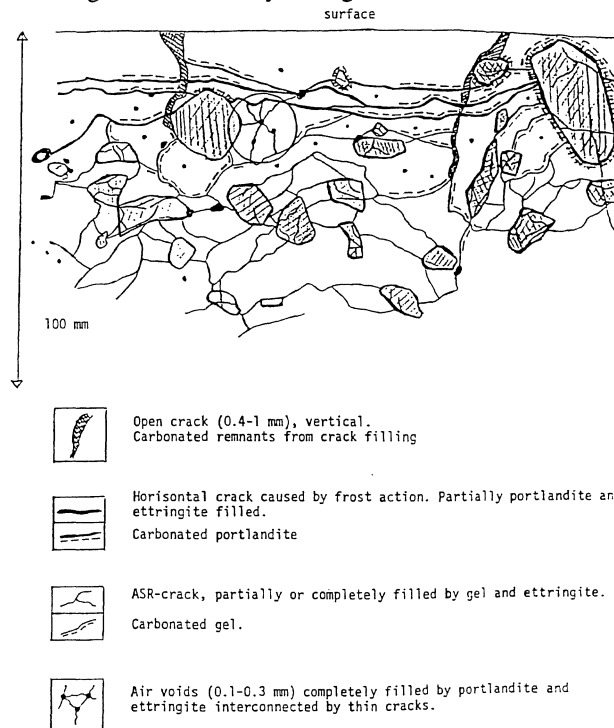 surface
100 mm
Open crack (0.4-1 mm), vertical.
Carbonated remnants from crack filling
Horisontal crack caused by frost action. Partially portlandite
ettringite filled.
Carbonated portlandite
ASR-crack, partially or completely filled by gel and ettringite.
Carbonated gel.
Air voids (0.1-0.3 mm) completely filled by portlandite and
ettringite interconnected by thin cracks.